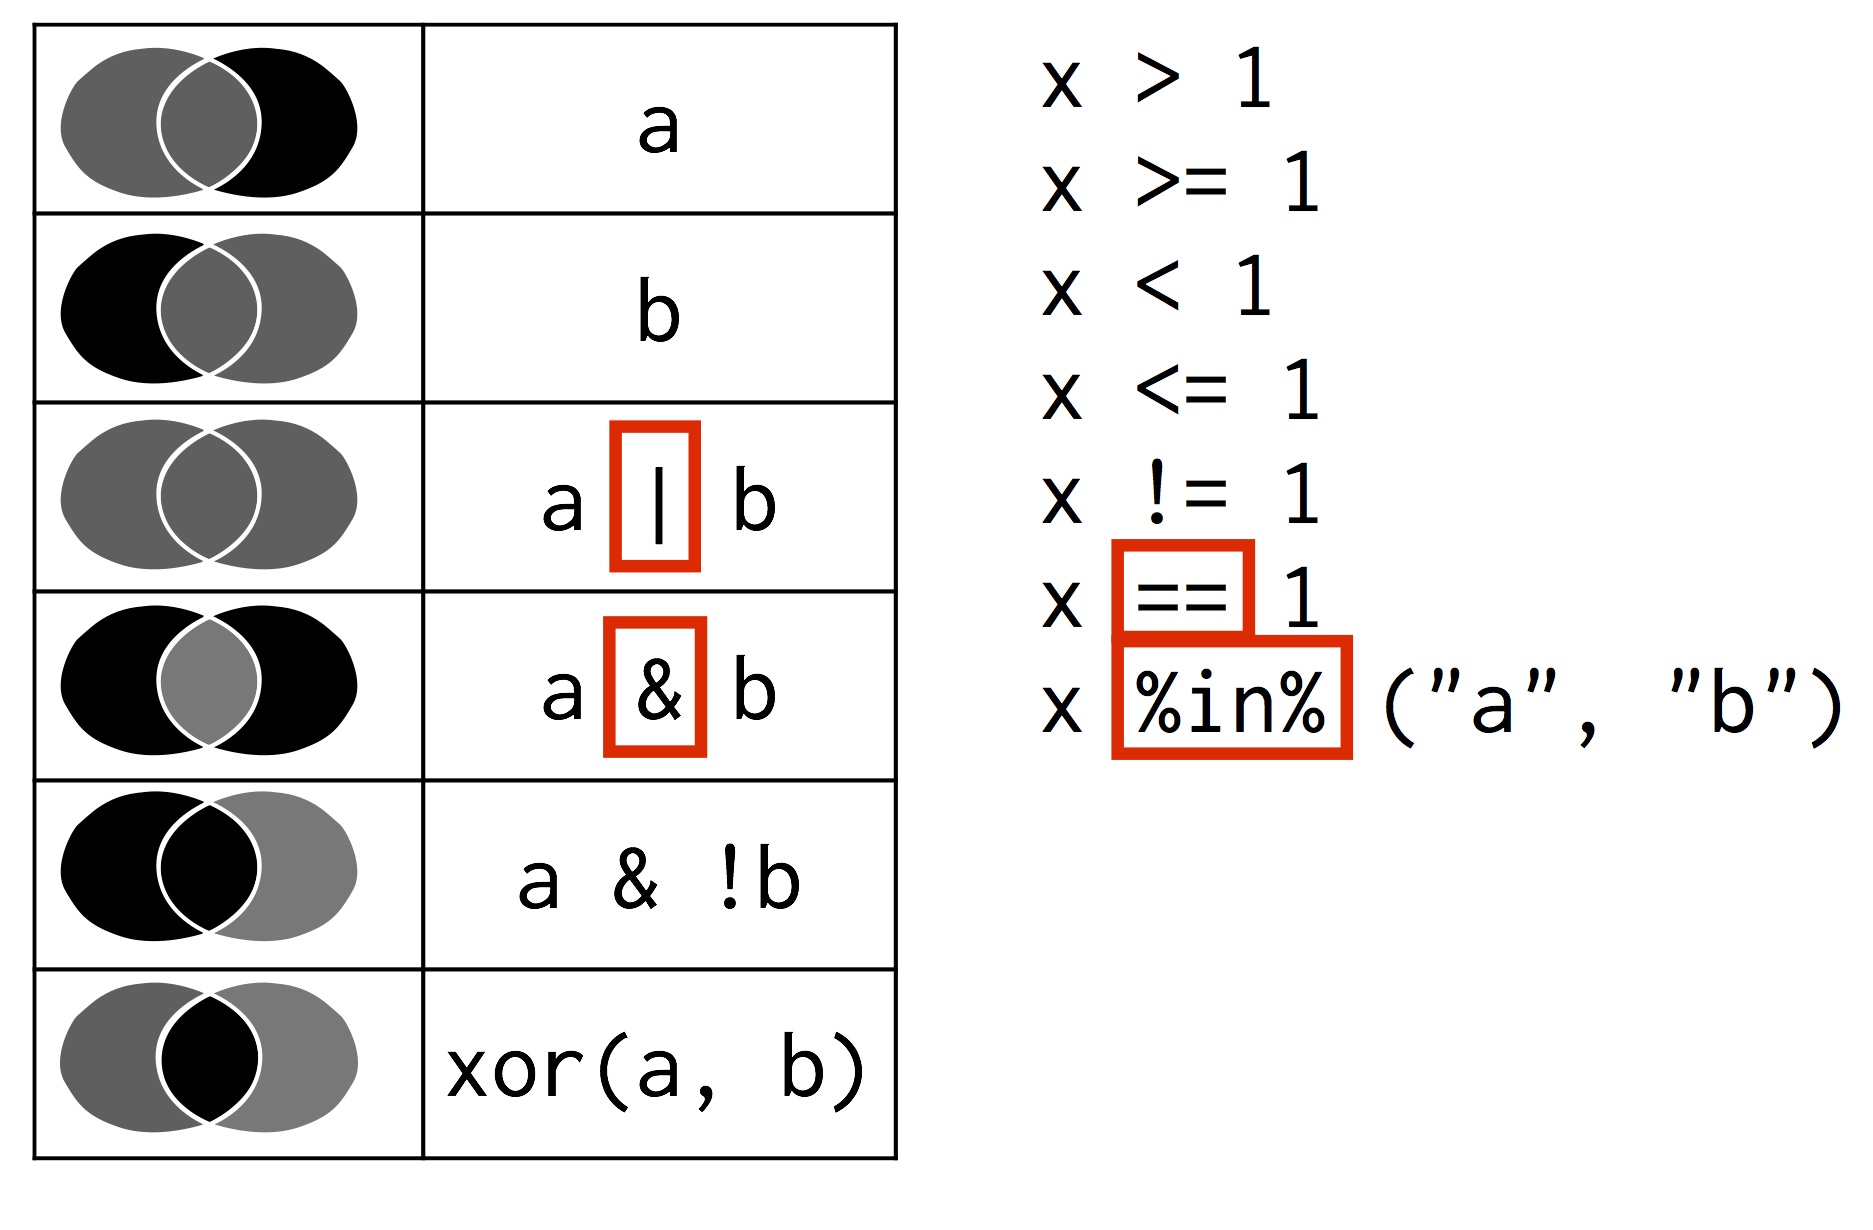 a
b
a | b
a & b
a & !b
xor(a, b)
x > 1
x >= 1
x < 1
x <= 1
x != 1
x == 1
x %in% ("a", "b")